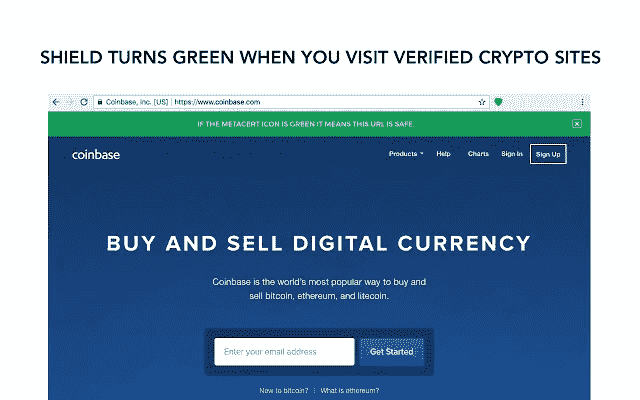 SHIELD TURNS GREEN WHEN YOU VISIT VERIFIED CRYPTO SITES
Coinbase, Inc. [US] | https://www.coinbase.com
IF THE METACERT ICON IS GREEN IT MEANS THIS URL IS SAFE.
coinbase Products Help Charts Sign In Sign Up
BUY AND SELL DIGITAL CURRENCY
Coinbase is the world's most popular way to buy and
sell bitcoin, ethereum, and litecoin.
Enter your email address Get Started
New to bitcoin? | What is ethereum?